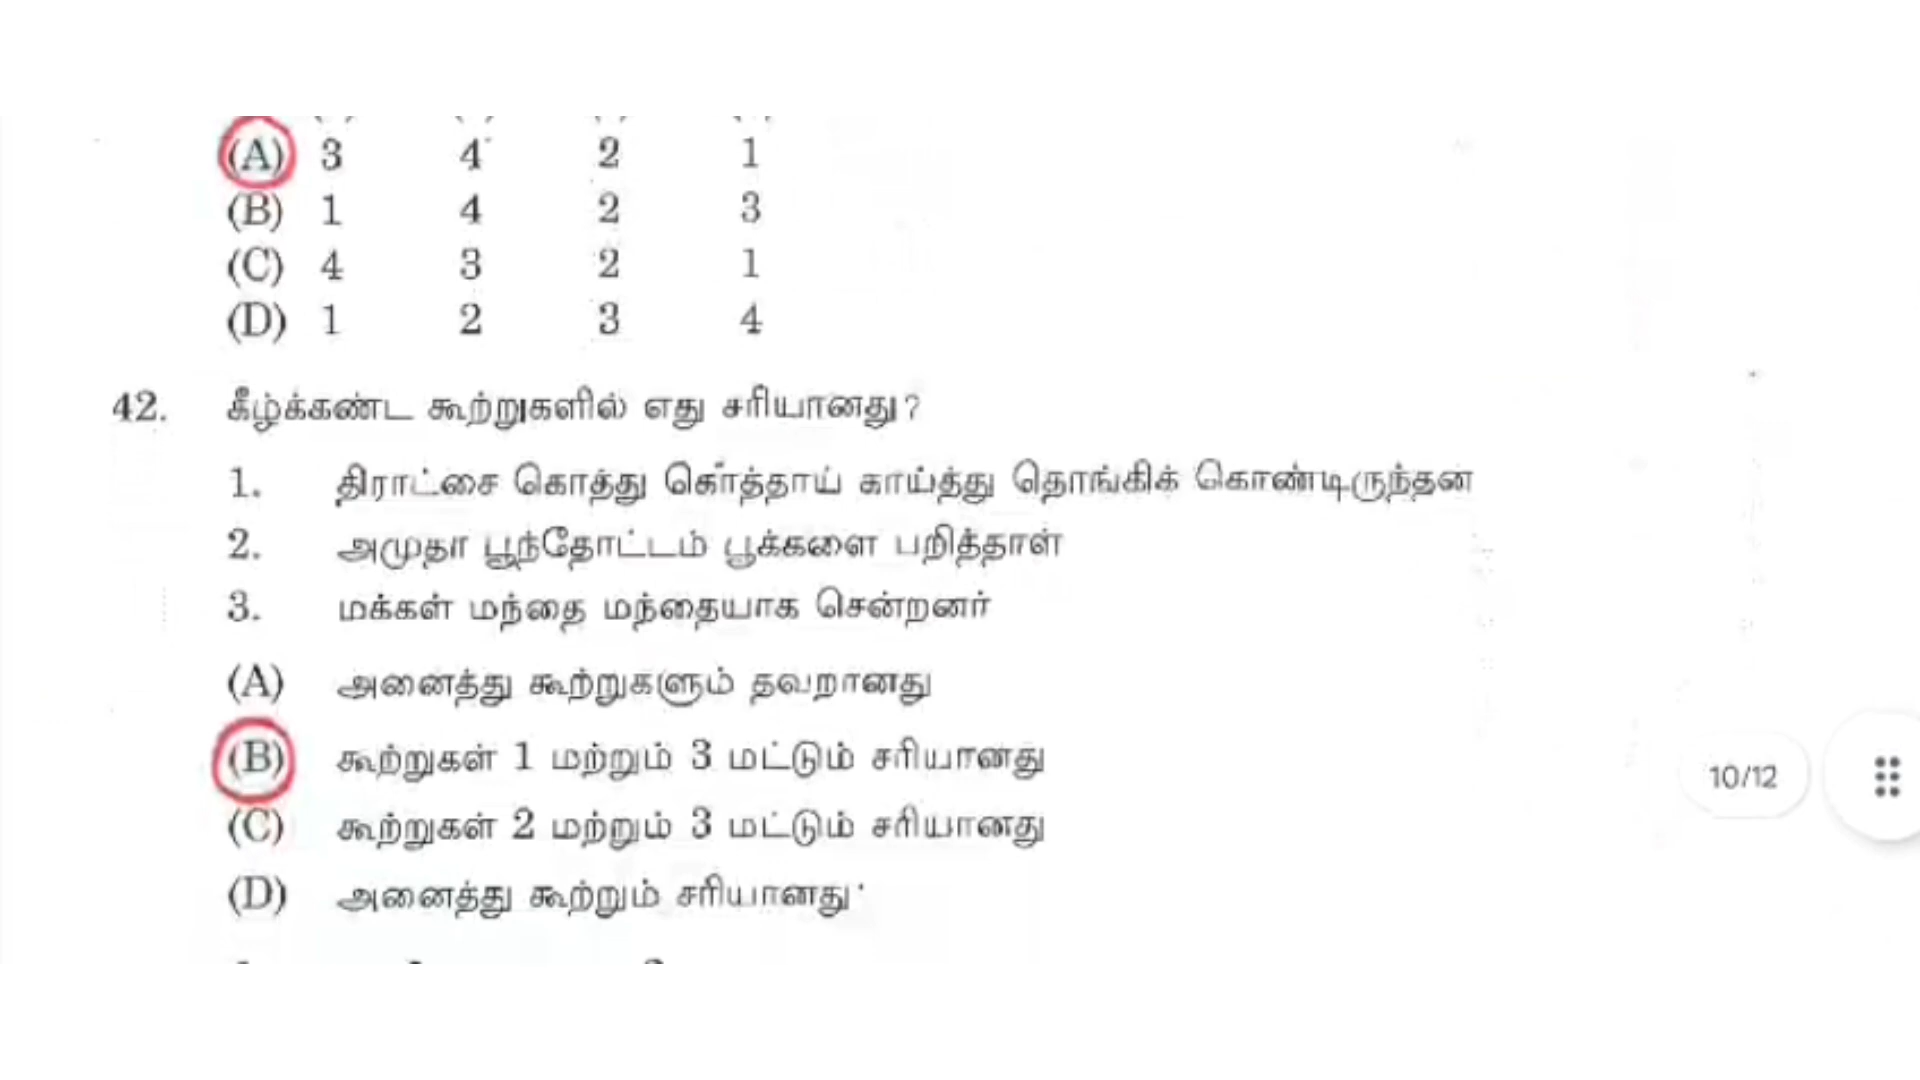 (A) 3 4 2 1
(B) 1 4 2 3
(C) 4 3 2 1
(D) 1 2 3 4
42. கீழ்க்கண்ட கூற்றுகளில் எது சரியானது?
1. திராட்சை கொத்து கொத்தாய் காய்த்து தொங்கிக் கொண்டிருந்தன
2. அமுதா பூந்தோட்டம் பூக்களை பறித்தாள்
3. மக்கள் மந்தை மந்தையாக சென்றனர்
(A) அனைத்து கூற்றுகளும் தவறானது
(B) கூற்றுகள் 1 மற்றும் 3 மட்டும் சரியானது
10/12
(C) கூற்றுகள் 2 மற்றும் 3 மட்டும் சரியானது
(D) அனைத்து கூற்றும் சரியானது